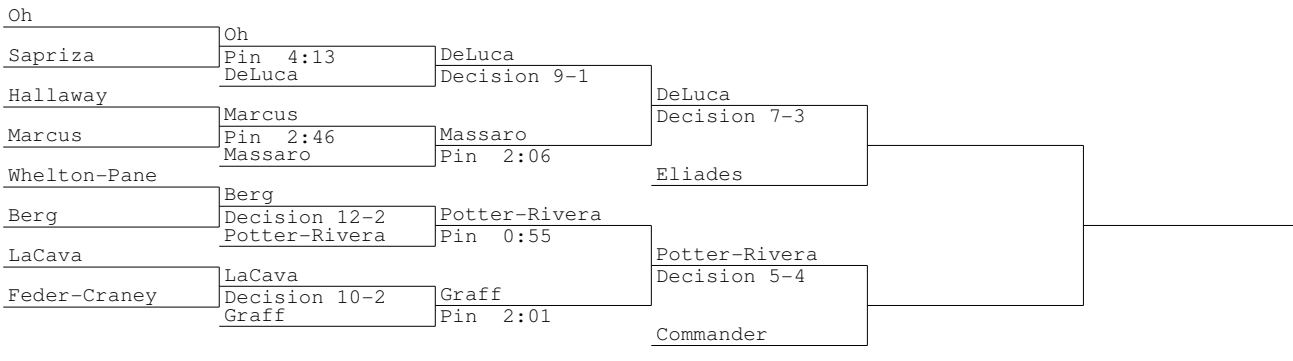 Oh
Oh
Sapriza
Pin 4:13
DeLuca
DeLuca
Decision 9-1
Hallaway
DeLuca
Marcus
Decision 7-3
Marcus
Pin 2:46
Massaro
Massaro
Pin 2:06
Whelton-Pane
Eliades
Berg
Berg
Decision 12-2
Potter-Rivera
Potter-Rivera
Pin 0:55
LaCava
Potter-Rivera
LaCava
Decision 5-4
Feder-Craney
Decision 10-2
Graff
Graff
Pin 2:01
Commander